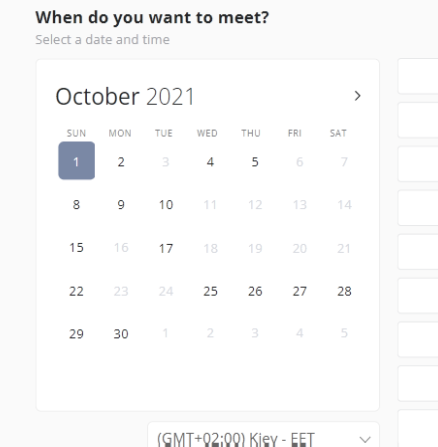 When do you want to meet?
Select a date and time
October 2021 >
SUN MON TUE WED THU FRI SAT
1 2 3 4 5 6 7
8 9 10 11 12 13 14
15 16 17 18 19 20 21
22 23 24 25 26 27 28
29 30 1 2 3 4 5
(GMT+02:00) Kiev - EET